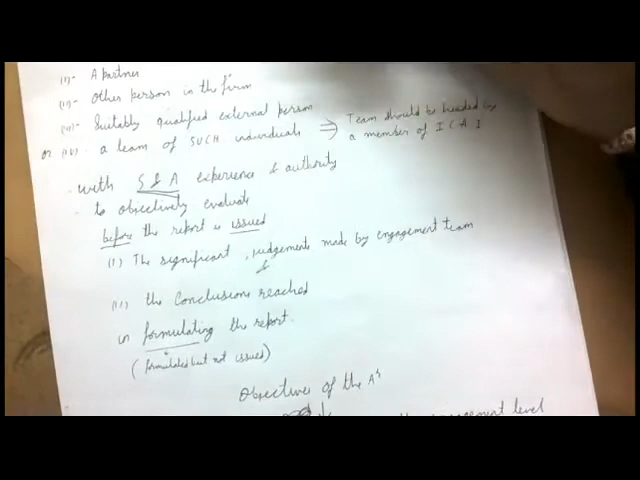 (i)- A partner
(ii)- Other person in the firm
(iii)- Suitably qualified external person
or (iv)- a team of SUCH individuals ⇒ Team should be headed by
a member of ICAI
- with S & A experience & authority
- to objectively evaluate
before the report is issued
(i) The significant judgements made by engagement team
&
(ii) the Conclusions reached
in formulating the report.
(formulated but not issued)
Objective of the A's
engagement level